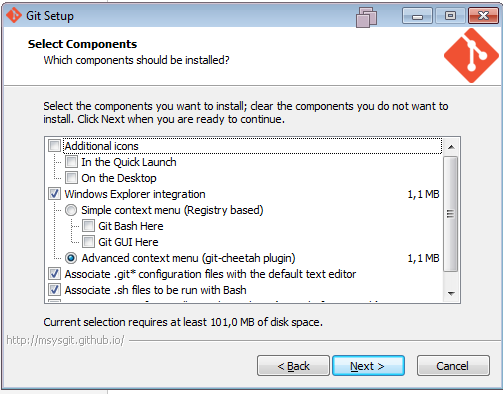 Git Setup
Select Components
Which components should be installed?
Select the components you want to install; clear the components you do not want to
install. Click Next when you are ready to continue.
Additional icons
In the Quick Launch
On the Desktop
Windows Explorer integration 1,1 MB
Simple context menu (Registry based)
Git Bash Here
Git GUI Here
Advanced context menu (git-cheetah plugin) 1,1 MB
Associate .git* configuration files with the default text editor
Associate .sh files to be run with Bash
Current selection requires at least 101,0 MB of disk space.
http://msysgit.github.io/
< Back
Next >
Cancel